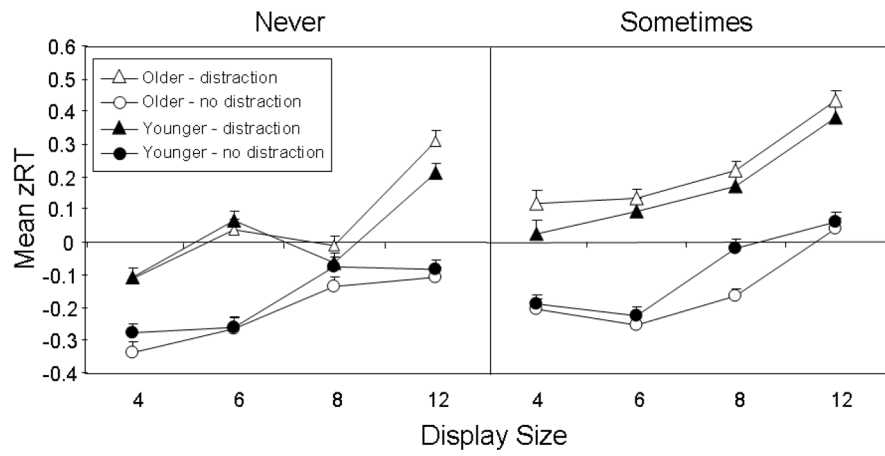 Never
Sometimes
0.6
0.5
0.4
0.3
0.2
0.1
0
-0.1
-0.2
-0.3
-0.4
Mean zRT
Older - distraction
Older - no distraction
Younger - distraction
Younger - no distraction
4 6 8 12 4 6 8 12
Display Size